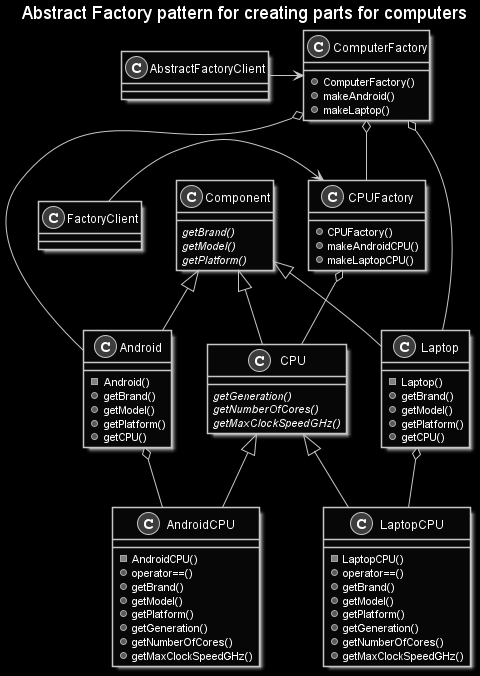 Abstract Factory pattern for creating parts for computers
C ComputerFactory
ComputerFactory()
makeAndroid()
makeLaptop()
C AbstractFactoryClient
C FactoryClient
C Component
getBrand()
getModel()
getPlatform()
C CPUFactory
CPUFactory()
makeAndroidCPU()
makeLaptopCPU()
C Android
Android()
getBrand()
getModel()
getPlatform()
getCPU()
C CPU
getGeneration()
getNumberOfCores()
getMaxClockSpeedGHz()
C Laptop
Laptop()
getBrand()
getModel()
getPlatform()
getCPU()
C AndroidCPU
AndroidCPU()
operator==()
getBrand()
getModel()
getPlatform()
getGeneration()
getNumberOfCores()
getMaxClockSpeedGHz()
C LaptopCPU
LaptopCPU()
operator==()
getBrand()
getModel()
getPlatform()
getGeneration()
getNumberOfCores()
getMaxClockSpeedGHz()